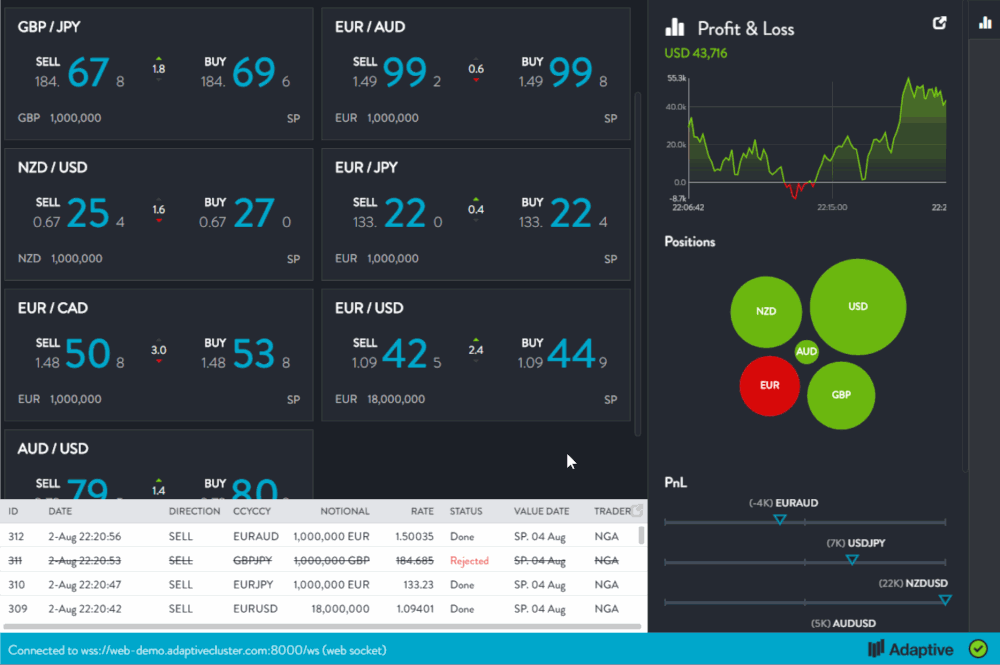 GBP / JPY
SELL 184. 67 8
1.8
BUY 184. 69 6
GBP 1,000,000 SP
EUR / AUD
SELL 1.49 99 2
0.6
BUY 1.49 99 8
EUR 1,000,000 SP
NZD / USD
SELL 0.67 25 4
1.6
BUY 0.67 27 0
NZD 1,000,000 SP
EUR / JPY
SELL 133. 22 0
0.4
BUY 133. 22 4
EUR 1,000,000 SP
EUR / CAD
SELL 1.48 50 8
3.0
BUY 1.48 53 8
EUR 1,000,000 SP
EUR / USD
SELL 1.09 42 5
2.4
BUY 1.09 44 9
EUR 18,000,000 SP
AUD / USD
SELL 79
1.4
BUY 80
ID DATE DIRECTION CCYCCY NOTIONAL RATE STATUS VALUE DATE TRADER
312 2-Aug 22:20:56 SELL EURAUD 1,000,000 EUR 1.50035 Done SP. 04 Aug NGA
311 2-Aug 22:20:53 SELL GBPJPY 1,000,000 GBP 184.685 Rejected SP. 04 Aug NGA
310 2-Aug 22:20:47 SELL EURJPY 1,000,000 EUR 133.23 Done SP. 04 Aug NGA
309 2-Aug 22:20:42 SELL EURUSD 18,000,000 1.09401 Done SP. 04 Aug NGA
Profit & Loss
USD 43,716
55.3k
40.0k
20.0k
0.0
-8.7k
22:06:42 22:15:00 22:2
Positions
NZD
USD
AUD
EUR
GBP
PnL
(-4K) EURAUD
(7K) USDJPY
(22K) NZDUSD
(5K) AUDUSD
Connected to wss://web-demo.adaptivecluster.com:8000/ws (web socket)
Adaptive